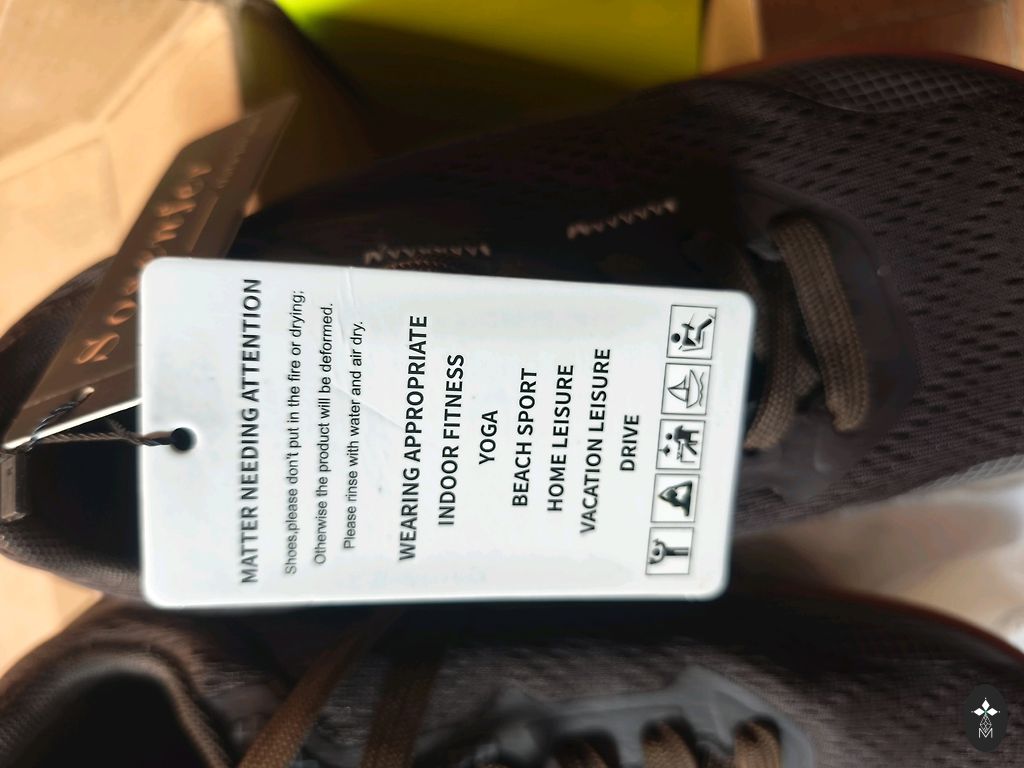 MATTER NEEDING ATTENTION
Shoes,please don't put in the fire or drying;
Otherwise the product will be deformed.
Please rinse with water and air dry.
WEARING APPROPRIATE
INDOOR FITNESS
YOGA
BEACH SPORT
HOME LEISURE
VACATION LEISURE
DRIVE